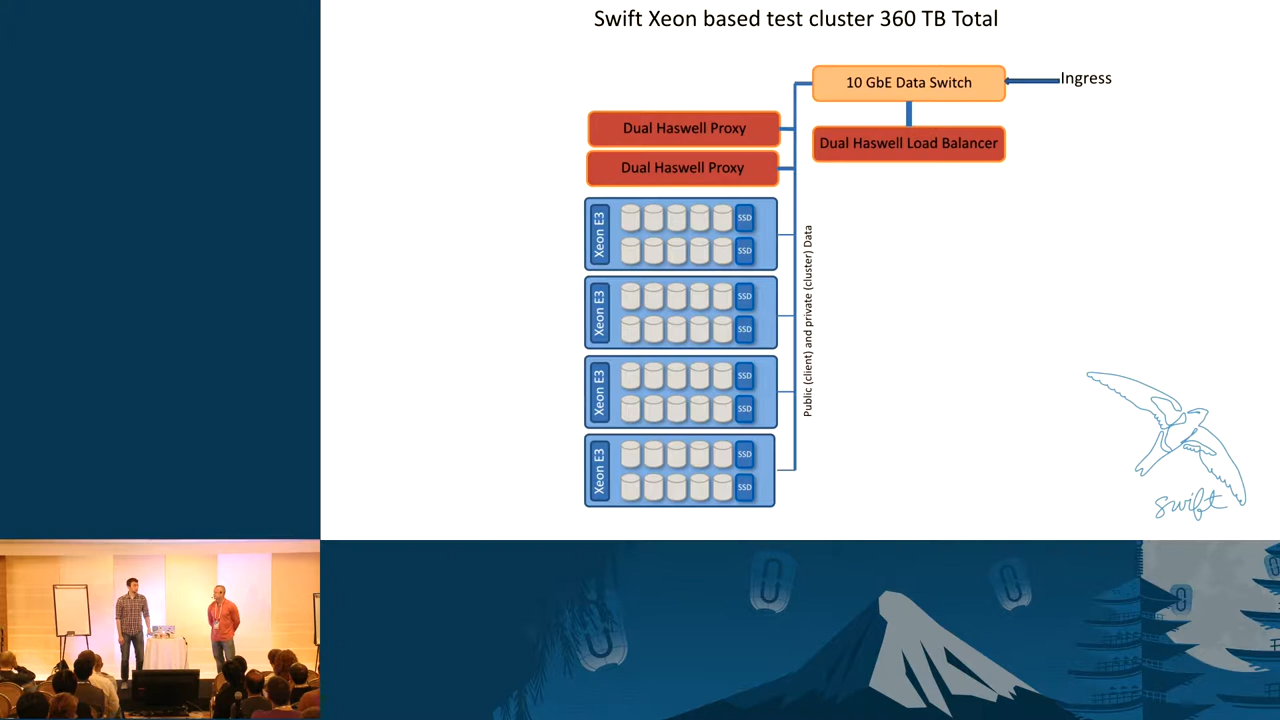 Swift Xeon based test cluster 360 TB Total
10 GbE Data Switch
Ingress
Dual Haswell Proxy
Dual Haswell Load Balancer
Dual Haswell Proxy
Xeon E3
SSD
SSD
Xeon E3
SSD
SSD
Xeon E3
SSD
SSD
Xeon E3
SSD
SSD
Public (client) and private (cluster) Data
swift